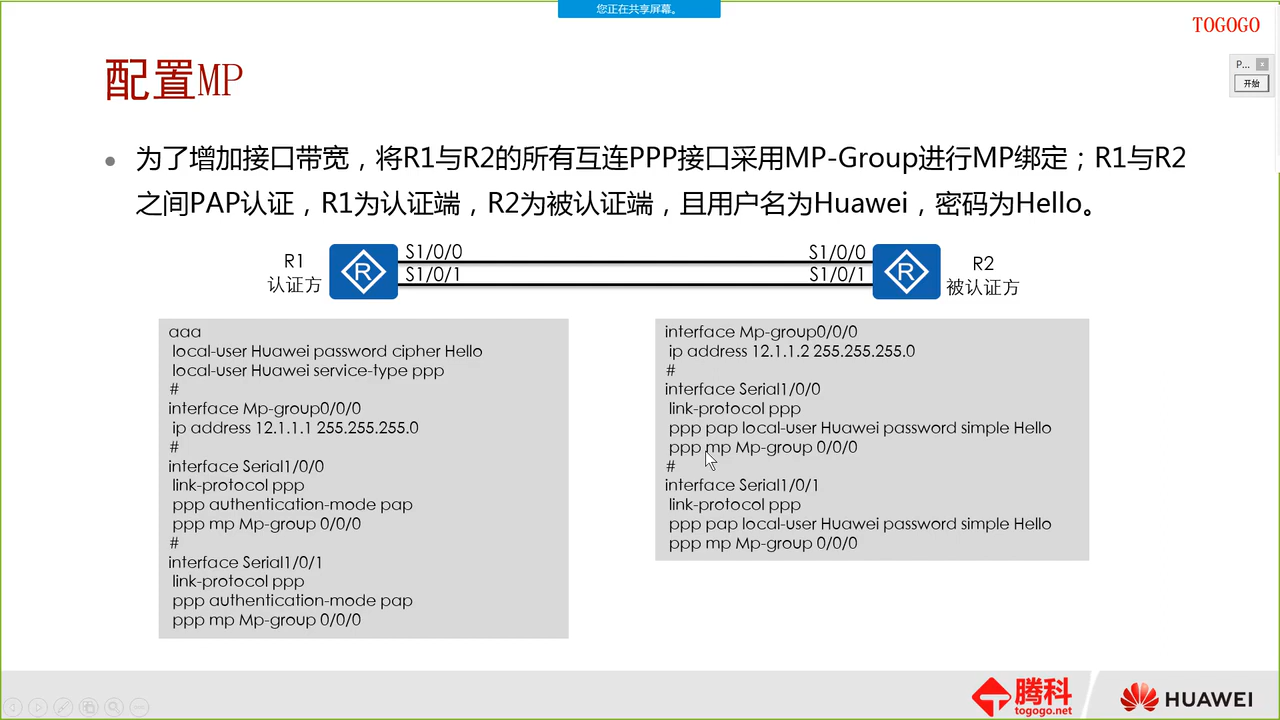 您正在共享屏幕。
TOGOGO
P...
x
开始
配置MP
为了增加接口带宽，将R1与R2的所有互连PPP接口采用MP-Group进行MP绑定；R1与R2
之间PAP认证，R1为认证端，R2为被认证端，且用户名为Huawei，密码为Hello。
R1
认证方
R
S1/0/0
S1/0/1
S1/0/0
S1/0/1
R
R2
被认证方
aaa
local-user Huawei password cipher Hello
local-user Huawei service-type ppp
#
interface Mp-group0/0/0
ip address 12.1.1.1 255.255.255.0
#
interface Serial1/0/0
link-protocol ppp
ppp authentication-mode pap
ppp mp Mp-group 0/0/0
#
interface Serial1/0/1
link-protocol ppp
ppp authentication-mode pap
ppp mp Mp-group 0/0/0
interface Mp-group0/0/0
ip address 12.1.1.2 255.255.255.0
#
interface Serial1/0/0
link-protocol ppp
ppp pap local-user Huawei password simple Hello
ppp mp Mp-group 0/0/0
#
interface Serial1/0/1
link-protocol ppp
ppp pap local-user Huawei password simple Hello
ppp mp Mp-group 0/0/0
腾科
togogo.net
HUAWEI